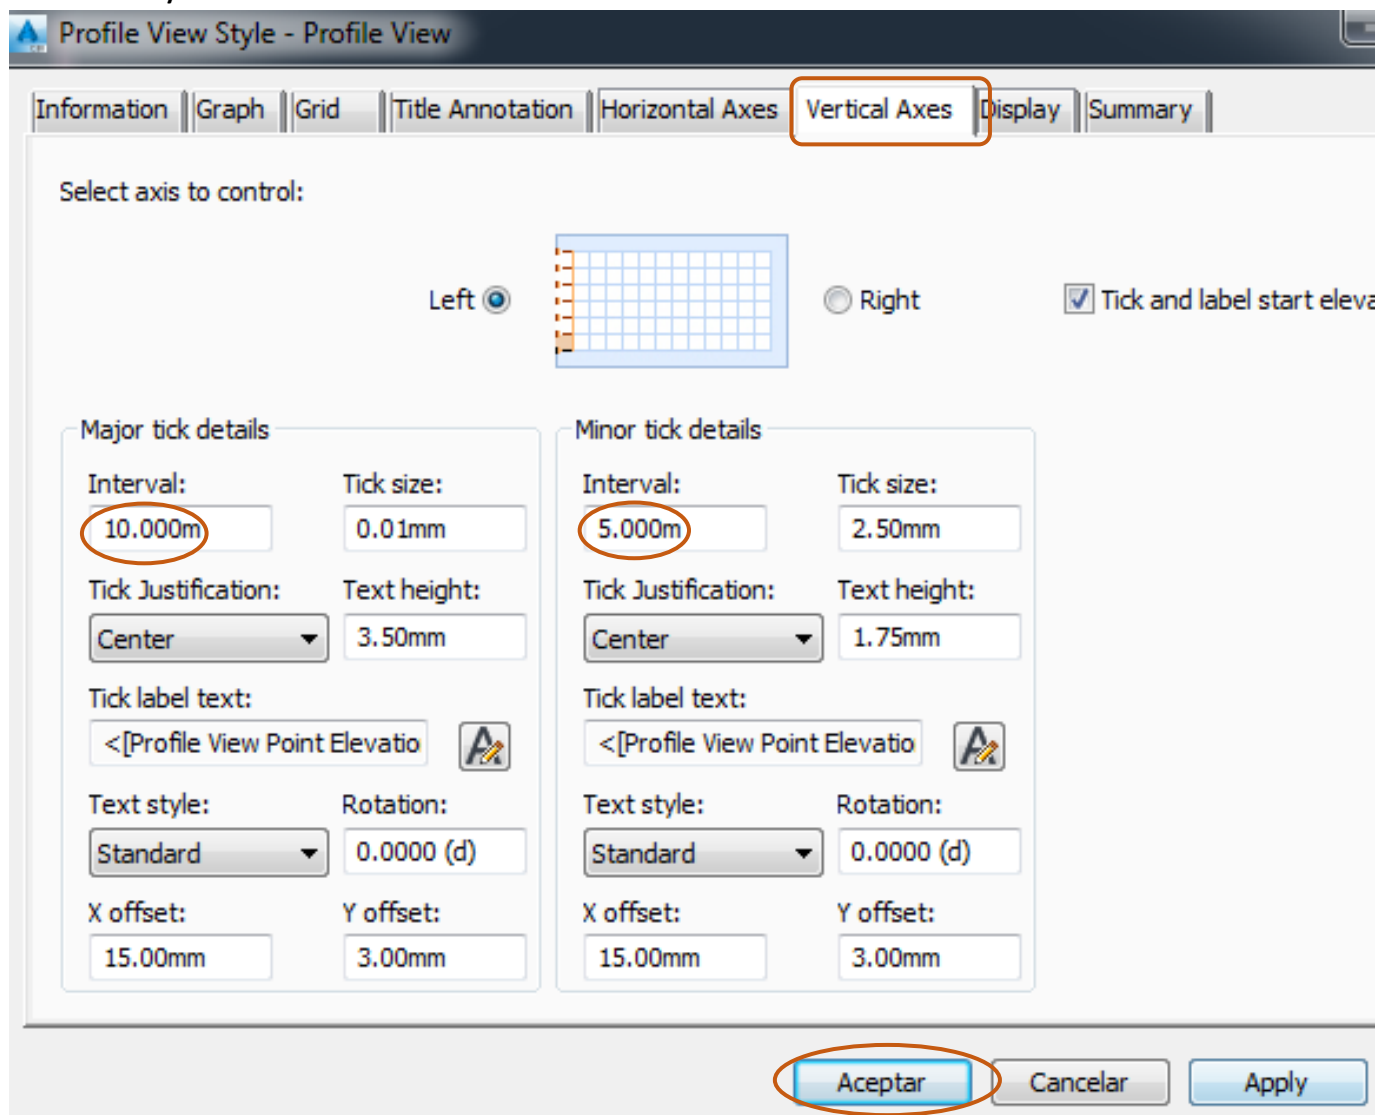 Profile View Style - Profile View
Information Graph Grid Title Annotation Horizontal Axes Vertical Axes Display Summary
Select axis to control:
Left Right Tick and label start eleva
Major tick details Minor tick details
Interval: Tick size: Interval: Tick size:
10.000m 0.01mm 5.000m 2.50mm
Tick Justification: Text height: Tick Justification: Text height:
Center 3.50mm Center 1.75mm
Tick label text: Tick label text:
<[Profile View Point Elevatio <[Profile View Point Elevatio
Text style: Rotation: Text style: Rotation:
Standard 0.0000 (d) Standard 0.0000 (d)
X offset: Y offset: X offset: Y offset:
15.00mm 3.00mm 15.00mm 3.00mm
Aceptar Cancelar Apply